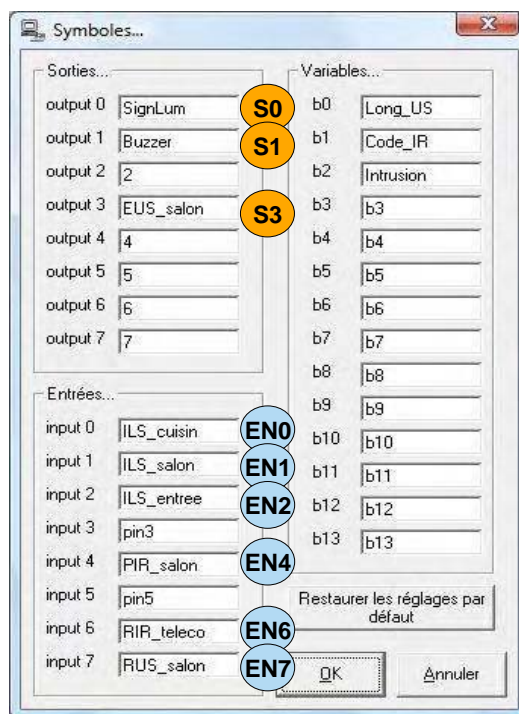 Symboles...
Sorties...
output 0 SignLum S0
output 1 Buzzer S1
output 2 2
output 3 EUS_salon S3
output 4 4
output 5 5
output 6 6
output 7 7
Entrées...
input 0 ILS_cuisin EN0
input 1 ILS_salon EN1
input 2 ILS_entree EN2
input 3 pin3
input 4 PIR_salon EN4
input 5 pin5
input 6 RIR_teleco EN6
input 7 RUS_salon EN7
Variables...
b0 Long_US
b1 Code_IR
b2 Intrusion
b3 b3
b4 b4
b5 b5
b6 b6
b7 b7
b8 b8
b9 b9
b10 b10
b11 b11
b12 b12
b13 b13
Restaurer les réglages par
défaut
OK
Annuler